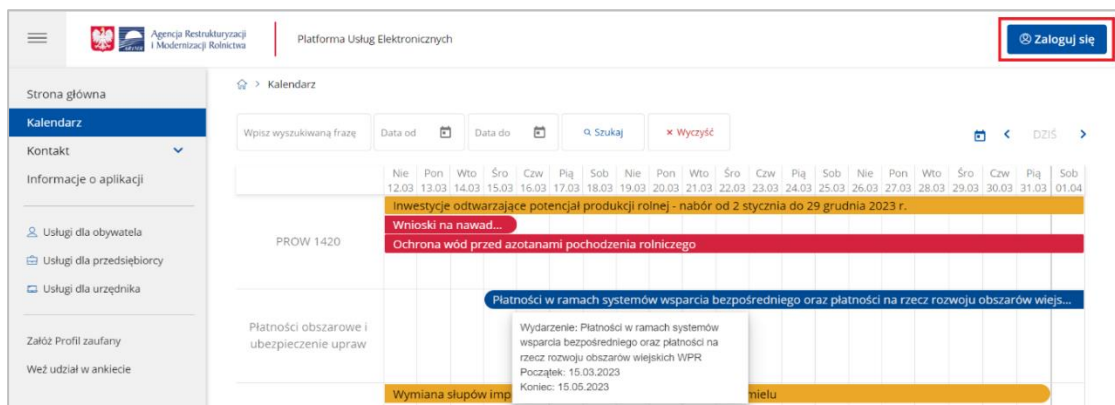 Agencja Restrukturyzacji
i Modernizacji Rolnictwa
Platforma Usług Elektronicznych
Zaloguj się
Strona główna
Kalendarz
Kontakt
Informacje o aplikacji
Usługi dla obywatela
Usługi dla przedsiębiorcy
Usługi dla urzędnika
Załóż Profil zaufany
Weź udział w ankiecie
> Kalendarz
Wpisz wyszukiwaną frazę Data od Data do Szukaj × Wyczyść DZIŚ
Nie Pon Wto Śro Czw Pią Sob Nie Pon Wto Śro Czw Pią Sob Nie Pon Wto Śro Czw Pią Sob
12.03 13.03 14.03 15.03 16.03 17.03 18.03 19.03 20.03 21.03 22.03 23.03 24.03 25.03 26.03 27.03 28.03 29.03 30.03 31.03 01.04
PROW 1420
Inwestycje odtwarzające potencjał produkcji rolnej - nabór od 2 stycznia do 29 grudnia 2023 r.
Wnioski na nawad...
Ochrona wód przed azotanami pochodzenia rolniczego
Płatności obszarowe i
ubezpieczenie upraw
Płatności w ramach systemów wsparcia bezpośredniego oraz płatności na rzecz rozwoju obszarów wiejs...
Wydarzenie: Płatności w ramach systemów
wsparcia bezpośredniego oraz płatności na
rzecz rozwoju obszarów wiejskich WPR
Początek: 15.03.2023
Koniec: 15.05.2023
Wymiana słupów imp
mielu